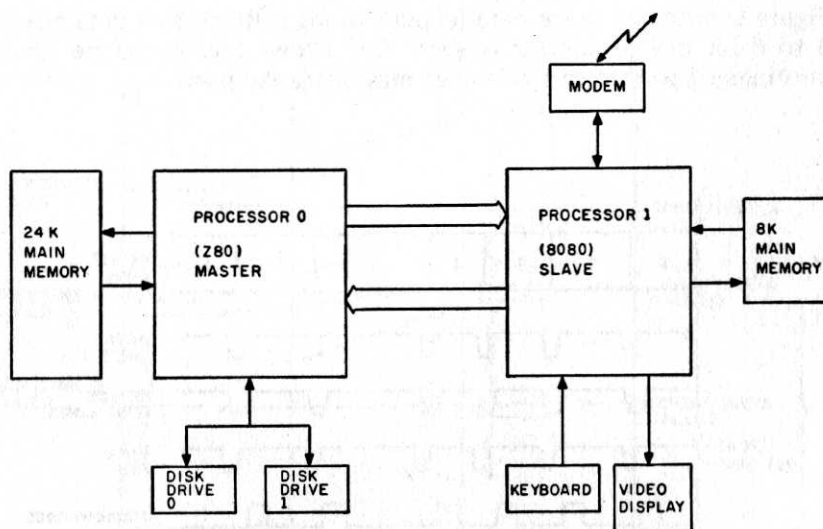 MODEM
PROCESSOR 0
(Z80)
MASTER
24K
MAIN
MEMORY
PROCESSOR 1
(8080)
SLAVE
8K
MAIN
MEMORY
DISK
DRIVE
0
DISK
DRIVE
1
KEYBOARD
VIDEO
DISPLAY